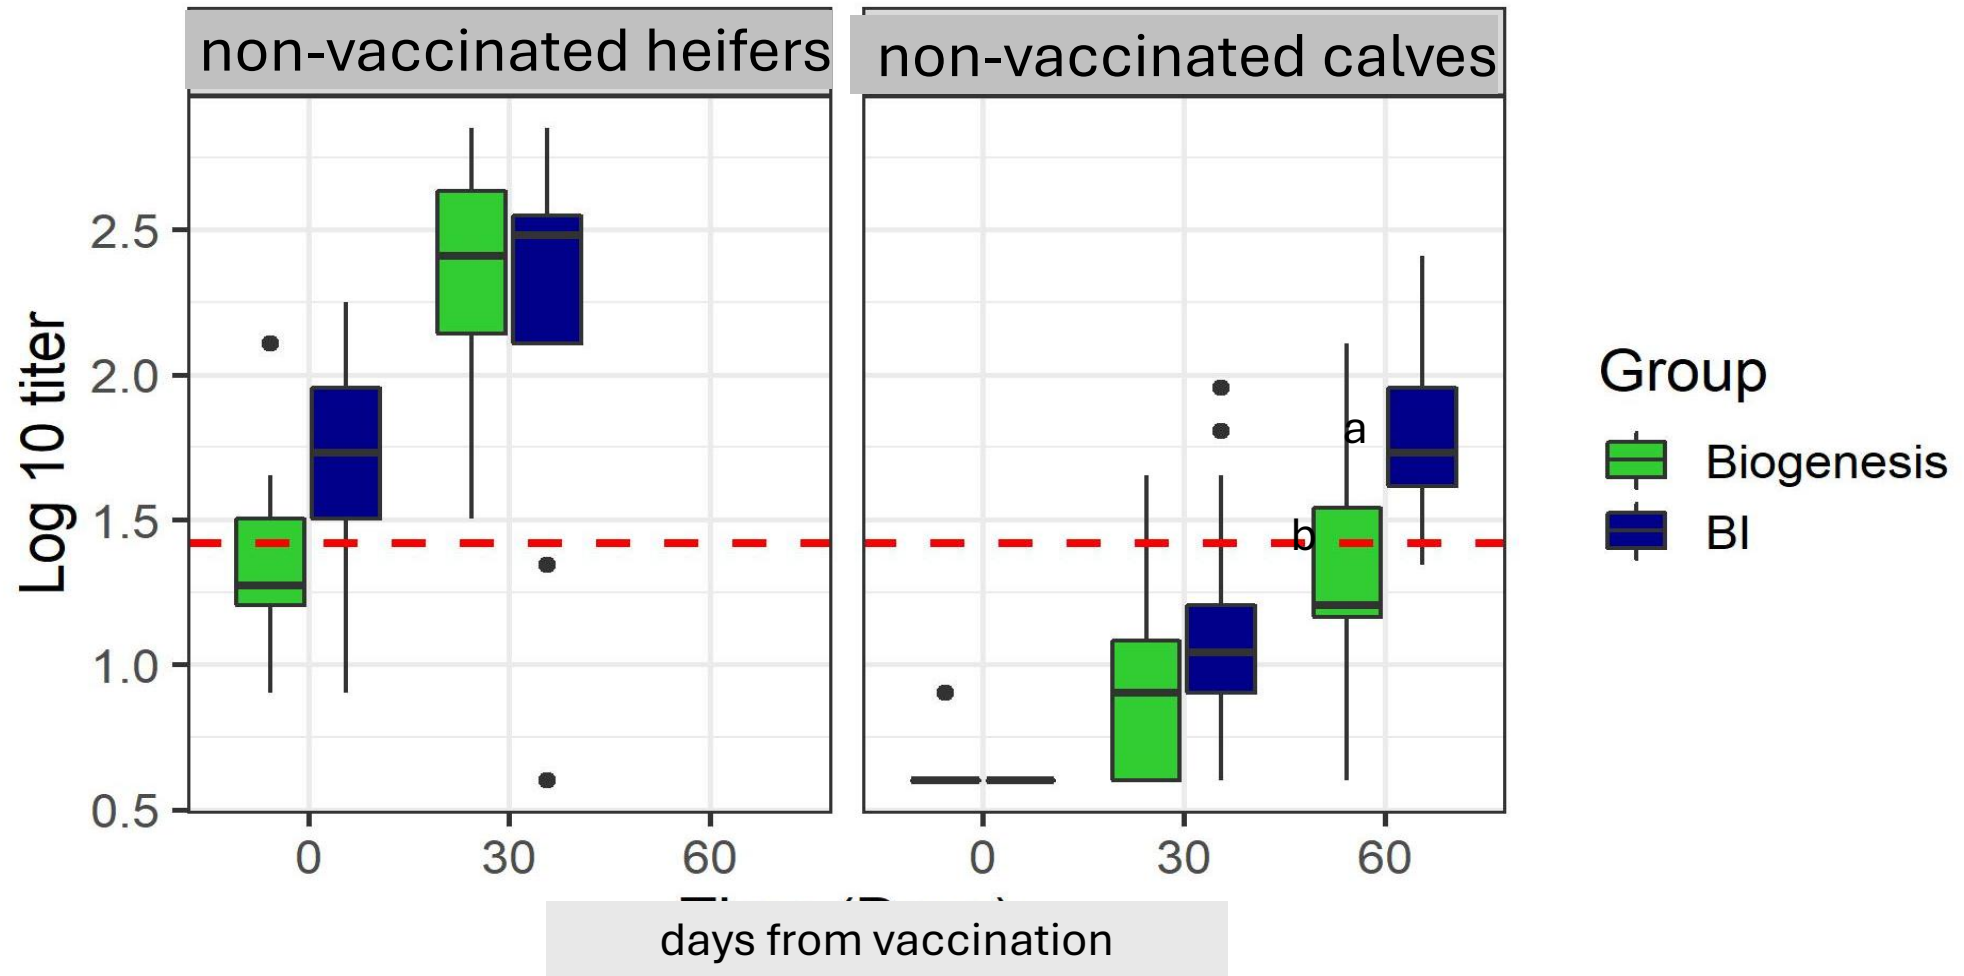 non-vaccinated heifers
non-vaccinated calves
Log 10 titer
2.5
2.0
1.5
1.0
0.5
a
b
0 30 60
0 30 60
days from vaccination
Group
Biogenesis
BI